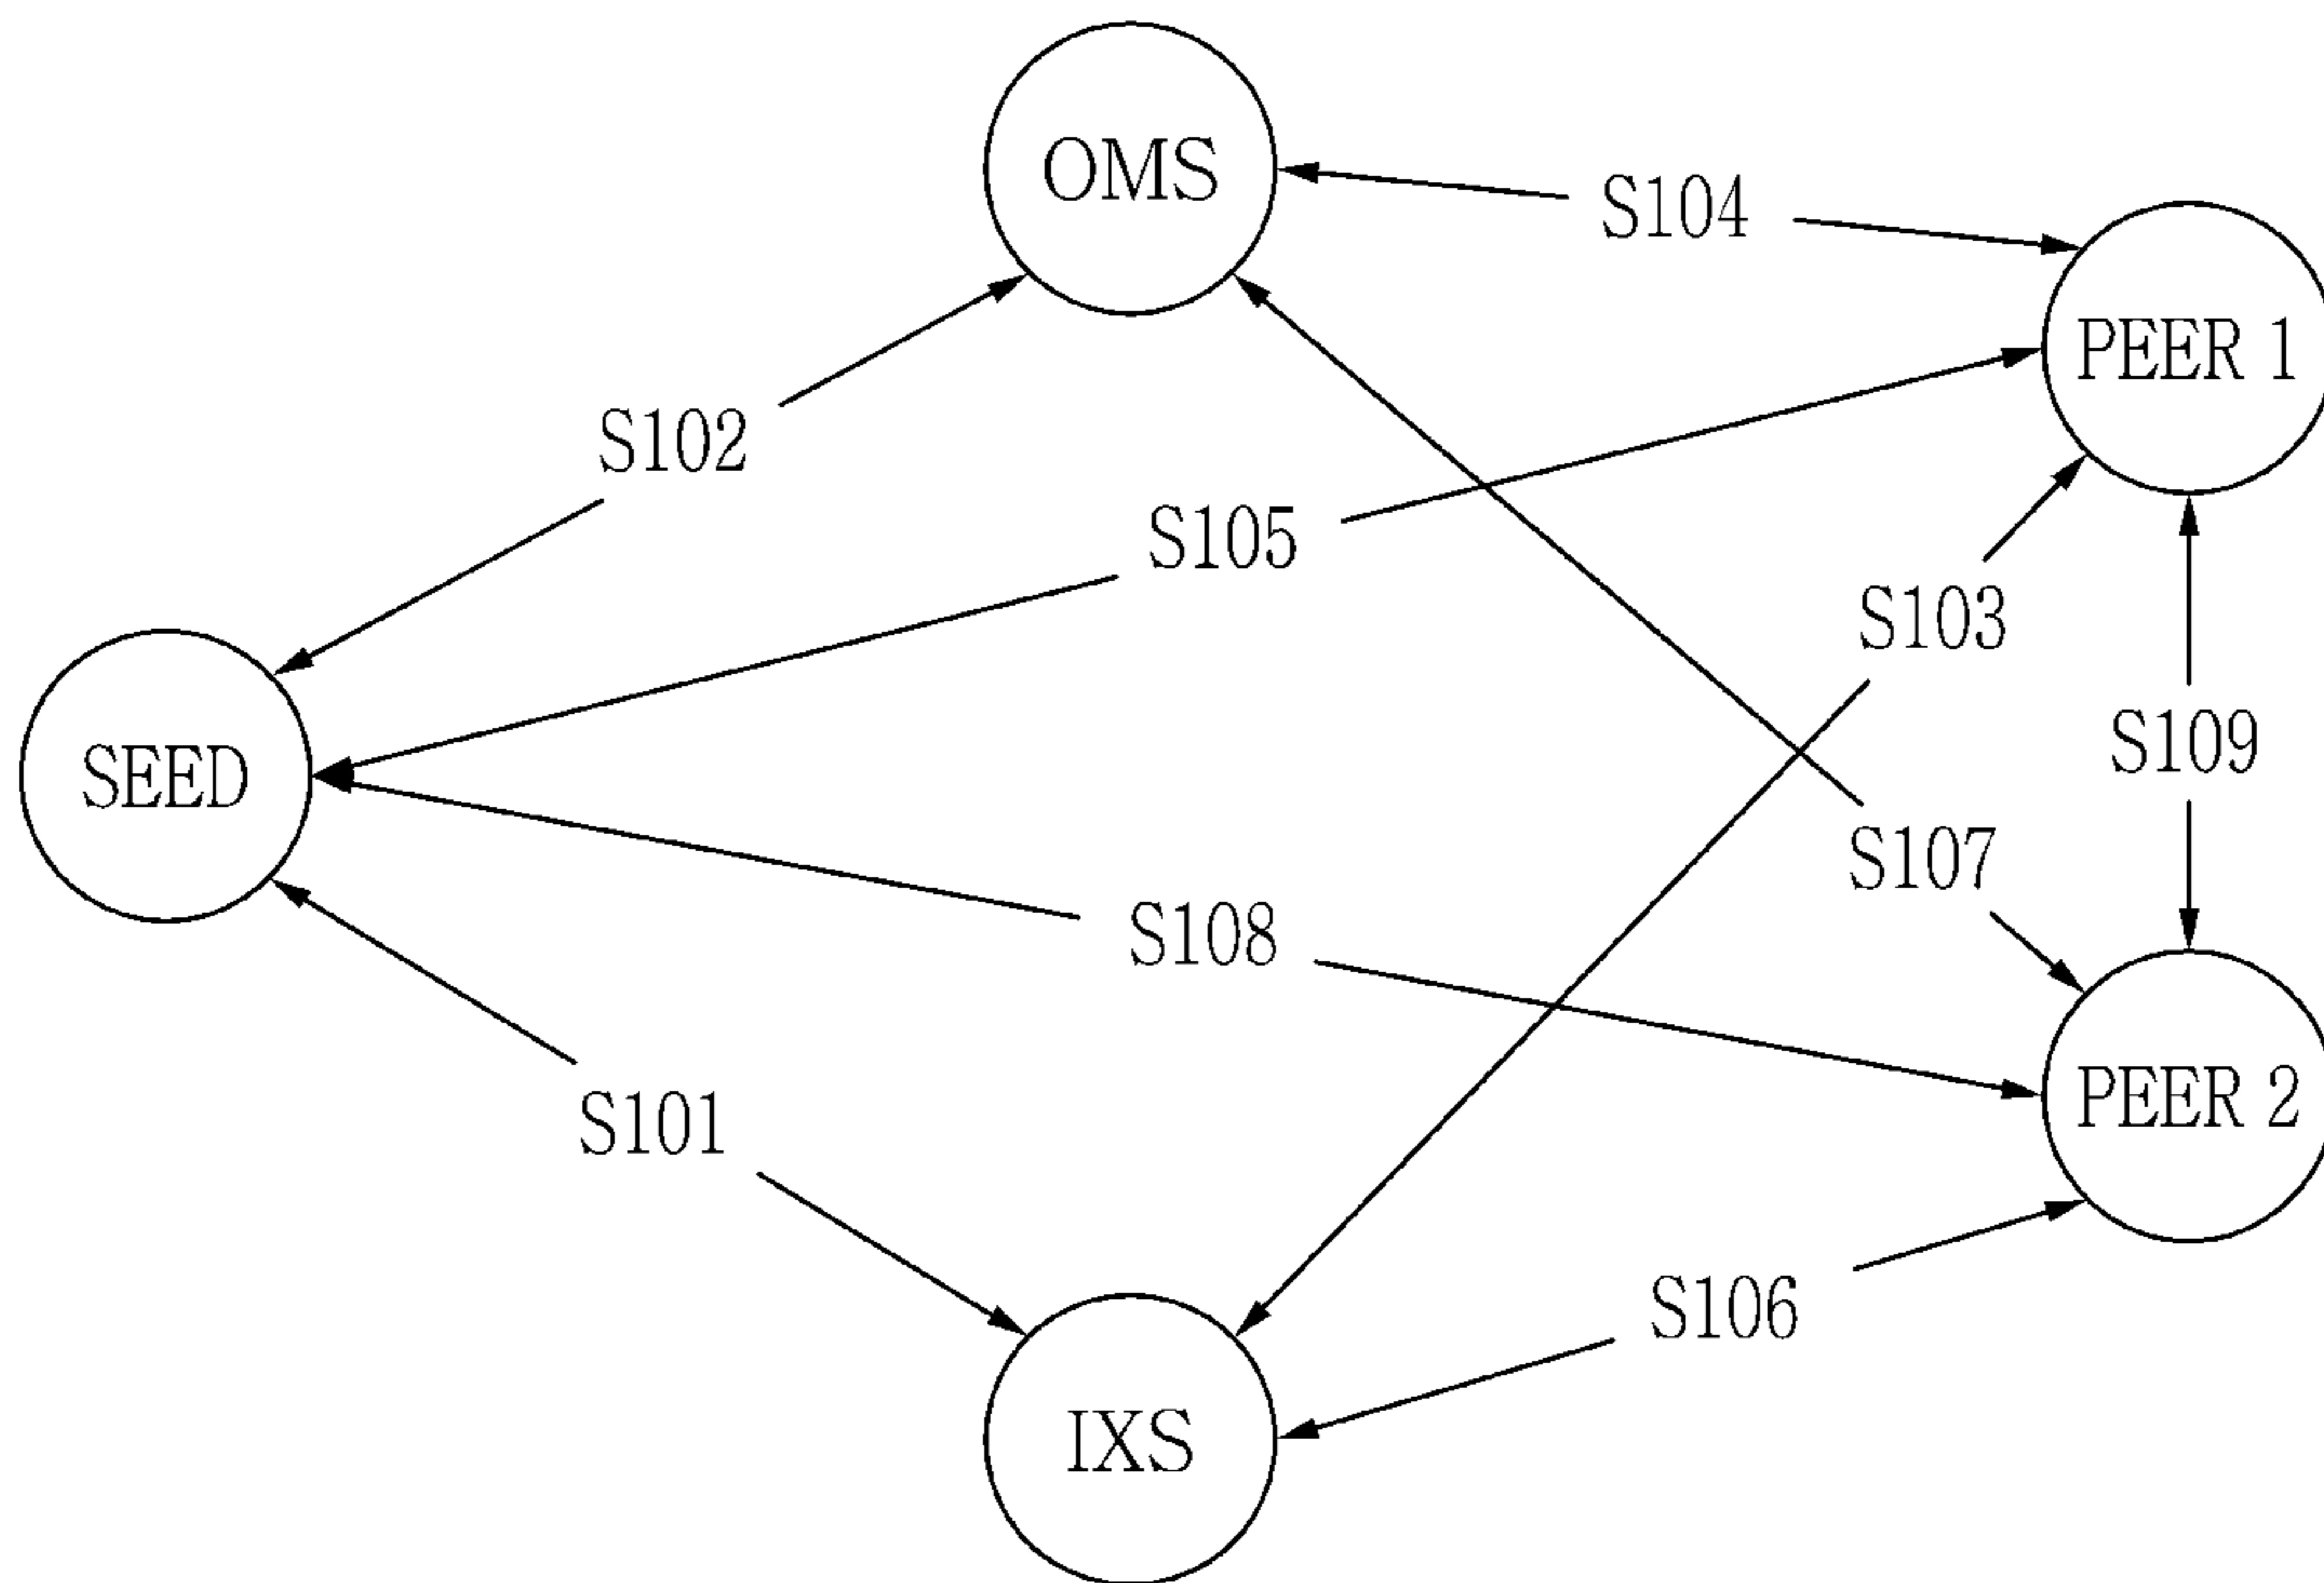 OMS
S104
PEER 1
S102
S105
S103
S109
SEED
S107
S108
PEER 2
S101
S106
IXS